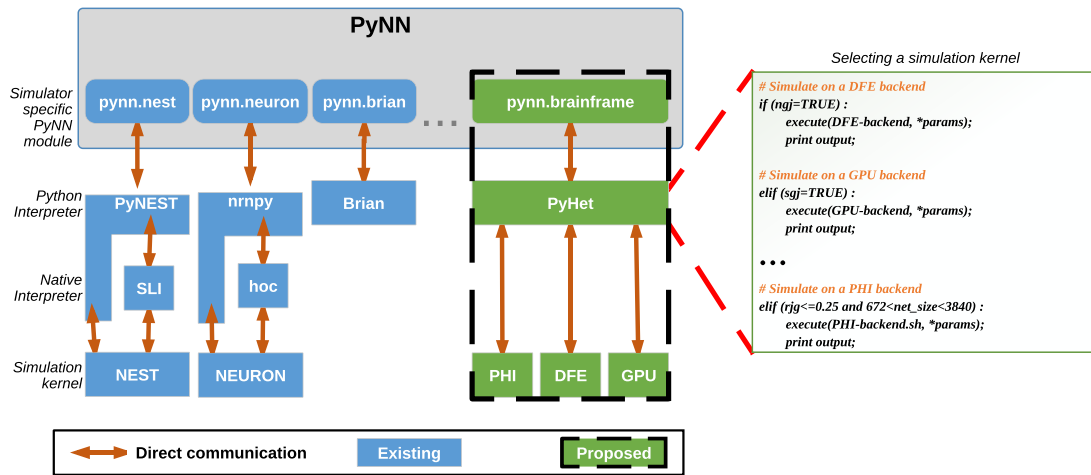 PyNN
Simulator
specific
PyNN
module
pynn.nest
pynn.neuron
pynn.brian
...
pynn.brainframe
Python
Interpreter
PyNEST
nrnpy
Brian
PyHet
Native
Interpreter
SLI
hoc
Simulation
kernel
NEST
NEURON
PHI
DFE
GPU
Direct communication
Existing
Proposed
Selecting a simulation kernel
# Simulate on a DFE backend
if (ngj=TRUE) :
execute(DFE-backend, *params);
print output;
# Simulate on a GPU backend
elif (sgj=TRUE) :
execute(GPU-backend, *params);
print output;
...
# Simulate on a PHI backend
elif (rjg<=0.25 and 672<net_size<3840) :
execute(PHI-backend.sh, *params);
print output;